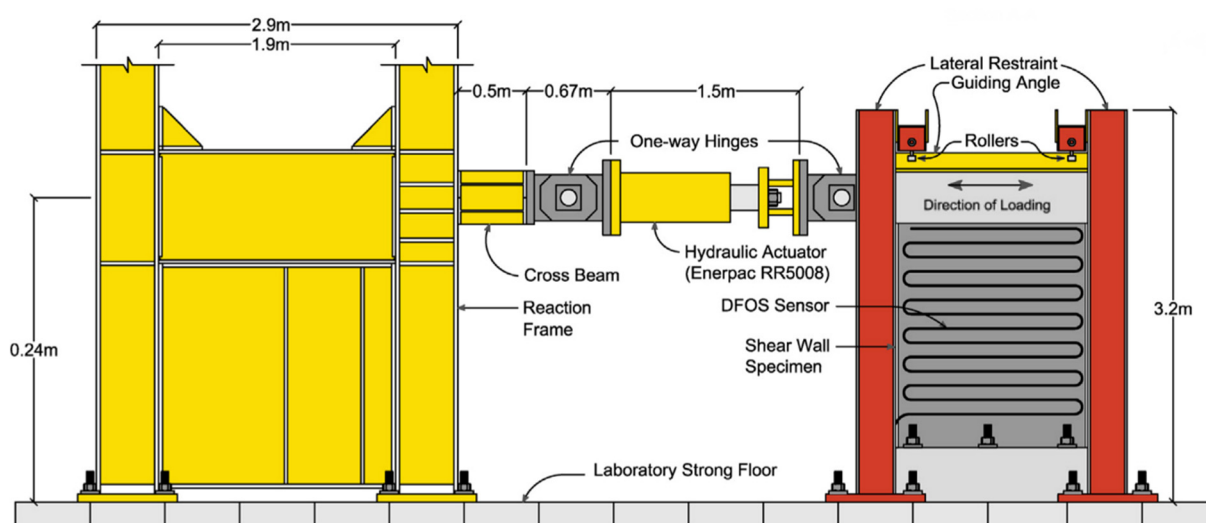 2.9m
1.9m
0.5m
0.67m
1.5m
Lateral Restraint
Guiding Angle
One-way Hinges
Rollers
Direction of Loading
Cross Beam
Hydraulic Actuator
(Enerpac RR5008)
Reaction
Frame
DFOS Sensor
3.2m
0.24m
Shear Wall
Specimen
Laboratory Strong Floor